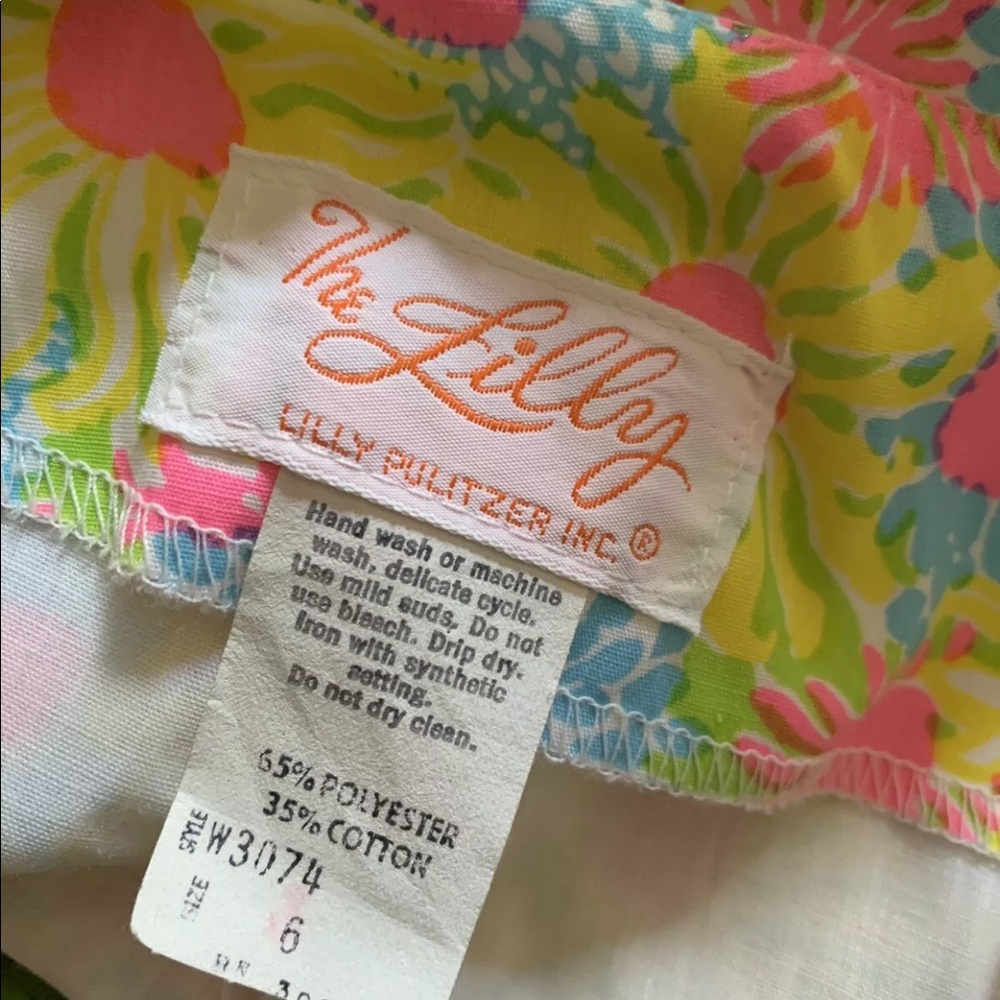 The Lilly
LILLY PULITZER INC.®
Hand wash or machine
wash, delicate cycle.
Use mild suds. Do not
use bleach. Drip dry.
Iron with synthetic
setting.
Do not dry clean.
65% POLYESTER
35% COTTON
STYLE W3074
SIZE 6
RN